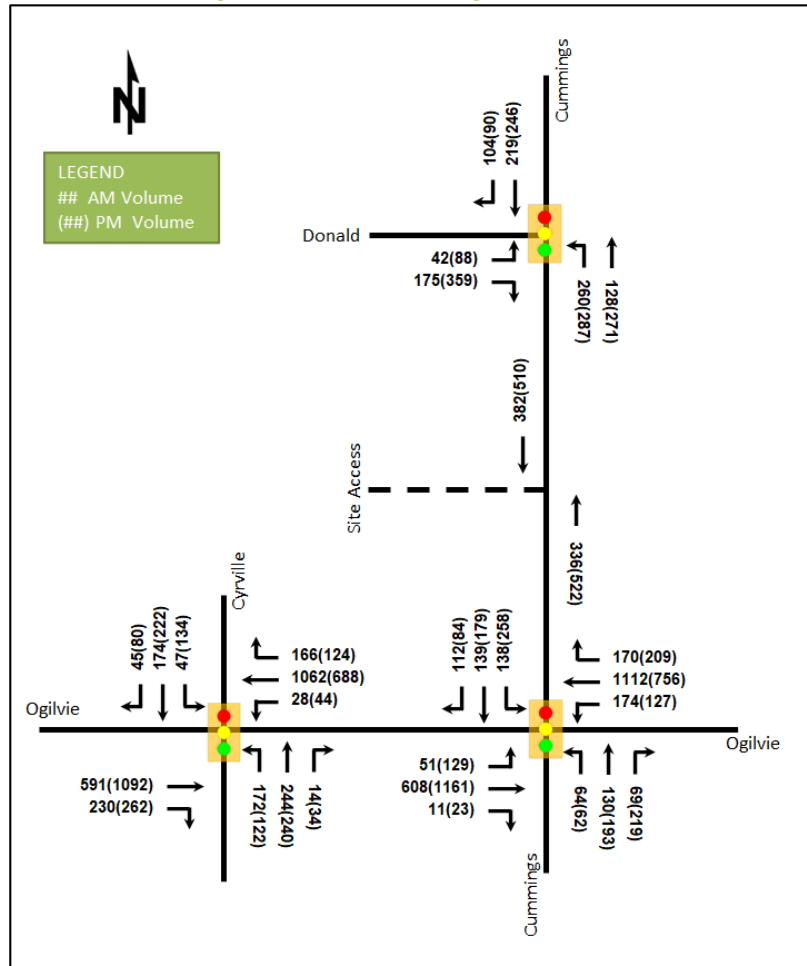 Cummings
N
LEGEND
## AM Volume
(##) PM Volume
104(90)
219(246)
Donald
42(88)
175(359)
260(287)
128(271)
382(510)
Site Access
336(522)
Cyrville
45(80)
174(222)
47(134)
166(124)
1062(688)
28(44)
112(84)
139(179)
138(258)
170(209)
1112(756)
174(127)
Ogilvie
Ogilvie
591(1092)
230(262)
172(122)
244(240)
14(34)
51(129)
608(1161)
11(23)
64(62)
130(193)
69(219)
Cummings